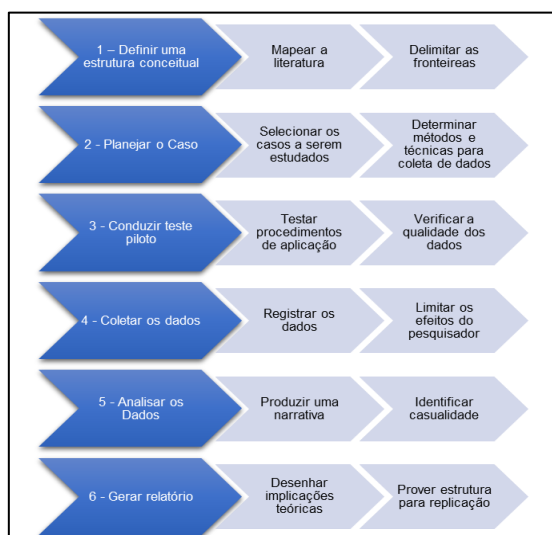 1 – Definir uma
estrutura conceitual
Mapear a
literatura
Delimitar as
fronteireas
2 - Planejar o Caso
Selecionar os
casos a serem
estudados
Determinar
métodos e
técnicas para
coleta de dados
3 - Conduzir teste
piloto
Testar
procedimentos
de aplicação
Verificar a
qualidade dos
dados
4 - Coletar os dados
Registrar os
dados
Limitar os
efeitos do
pesquisador
5 - Analisar os
Dados
Produzir uma
narrativa
Identificar
casualidade
6 - Gerar relatório
Desenhar
implicações
teóricas
Prover estrutura
para replicação